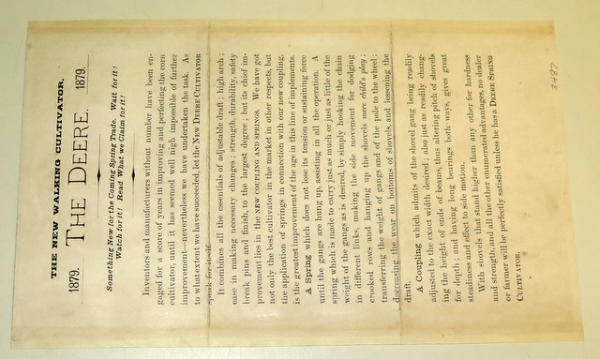 THE NEW WALKING CULTIVATOR.
1879. THE DEERE. 1879.
Something New for the Coming Spring Trade. Wait for it!
Watch for it! Read What we Claim for it!
Inventors and manufacturers without number have been en-
gaged for a score of years in improving and perfecting the corn
cultivator, until it has seemed well nigh impossible of further
improvement—nevertheless we have undertaken the task. As
to what extent we have succeeded, let the NEW DEERE CULTIVATOR
speak for itself.
It combines all the essentials of adjustable draft; high arch;
ease in making necessary changes; strength, durability, safety
break pins and finish, to the largest degree; but its chief im-
provement lies in the NEW COUPLING AND SPRINGS. We have got
not only the best cultivator in the market in other respects, but
the application of springs in connection with our new coupling,
is the greatest improvement of the age in this line of implements.
A Spring which does not lose its tension or sustaining force
until the gangs are hung up, assisting in all the operation. A
spring which is made to carry just as much or just as little of the
weight of the gangs as is desired, by simply hooking the chain
in different links, making the side movement for dodging
crooked rows and hanging up the shovels mere child's play;
transferring the weight of gangs and of the pole to the wheel;
decreasing the wear on bottoms of shovels, and lessening the
draft.
A Coupling which admits of the shovel gang being readily
adjusted to the exact width desired; also just as readily chang-
ing the height of ends of beams, thus altering pitch of shovels
for depth; and having long bearings both ways, gives great
steadiness and effect to side motion.
With shovels that stand higher than any other for hardness
and strength, and all the other enumerated advantages, no dealer
or farmer will be perfectly satisfied unless he has a DEERE SPRING
CULTIVATOR.